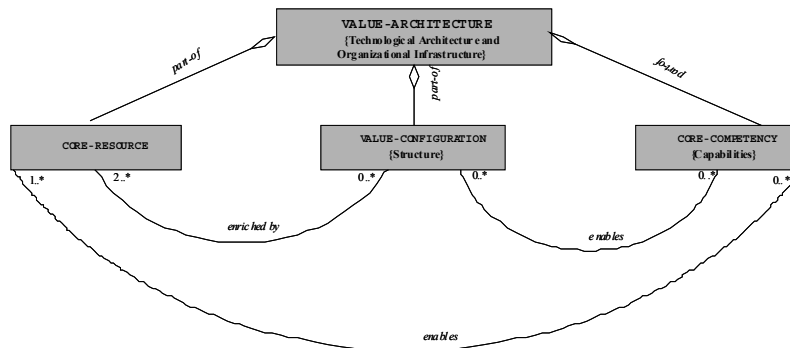 VALUE-ARCHITECTURE
{Technological Architecture and
Organizational Infrastructure}
part-of
part-of
part-of
CORE-RESOURCE
VALUE-CONFIGURATION
{Structure}
CORE-COMPETENCY
{Capabilities}
1..*
2..*
0..*
0..*
0..*
0..*
enriched by
enables
enables